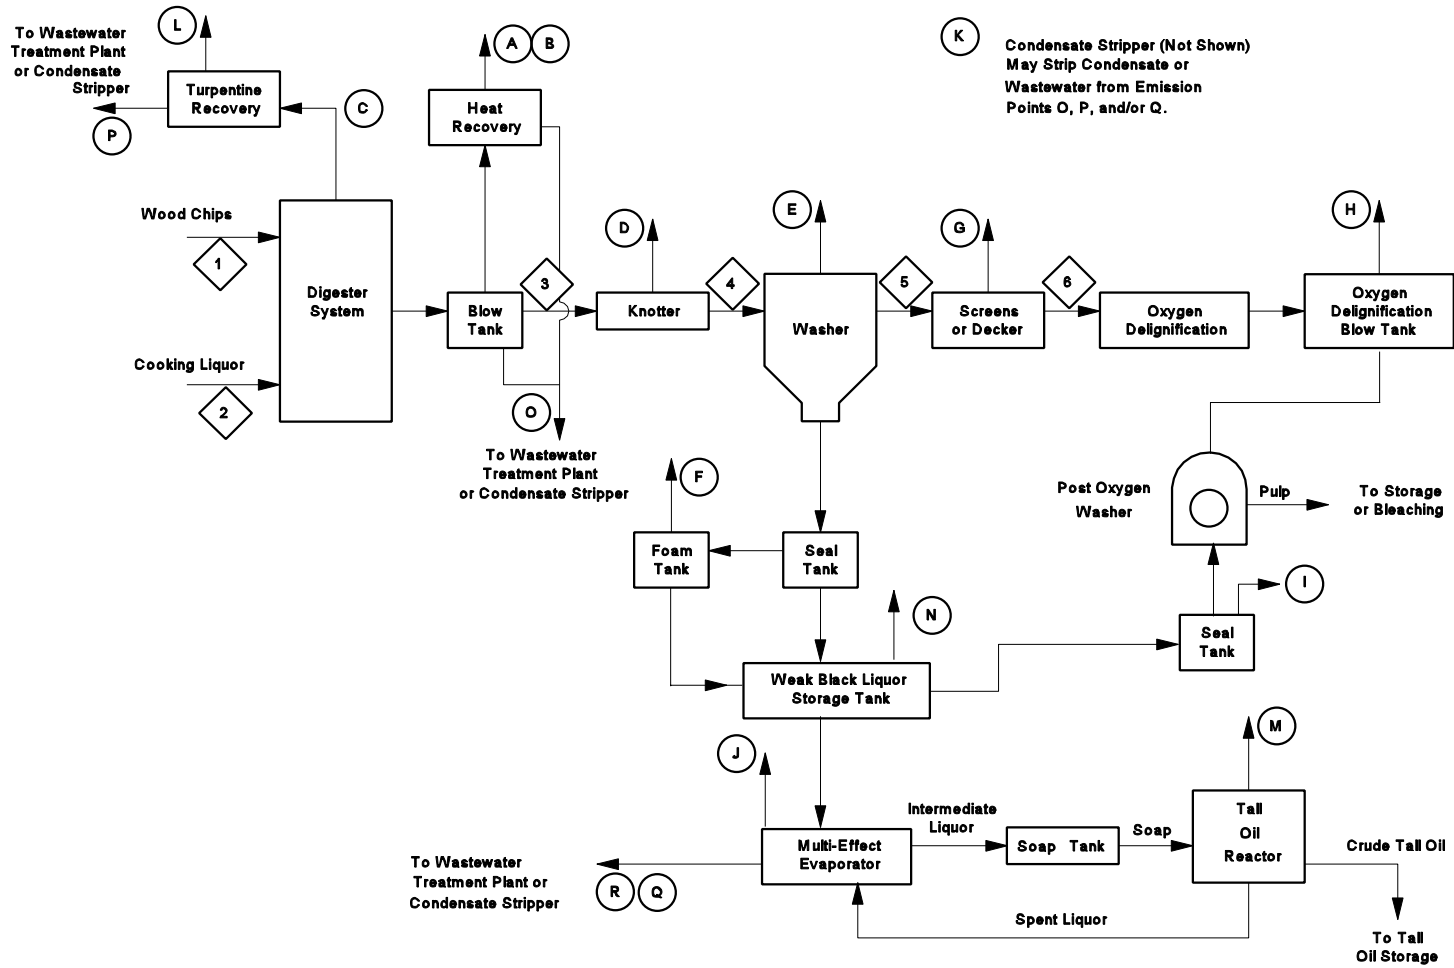 L
To Wastewater
Treatment Plant
or Condensate
Stripper
P
Turpentine
Recovery
C
A
B
Heat
Recovery
K
Condensate Stripper (Not Shown)
May Strip Condensate or
Wastewater from Emission
Points O, P, and/or Q.
Wood Chips
1
Digester
System
Cooking Liquor
2
Blow
Tank
3
O
To Wastewater
Treatment Plant
or Condensate Stripper
D
Knotter
4
E
Washer
5
G
Screens
or Decker
6
Oxygen
Delignification
H
Oxygen
Delignification
Blow Tank
F
Foam
Tank
Seal
Tank
Post Oxygen
Washer
Pulp
To Storage
or Bleaching
I
Seal
Tank
N
Weak Black Liquor
Storage Tank
J
Multi-Effect
Evaporator
To Wastewater
Treatment Plant or
Condensate Stripper
R
Q
Intermediate
Liquor
Soap Tank
Soap
M
Tall
Oil
Reactor
Crude Tall Oil
Spent Liquor
To Tall
Oil Storage